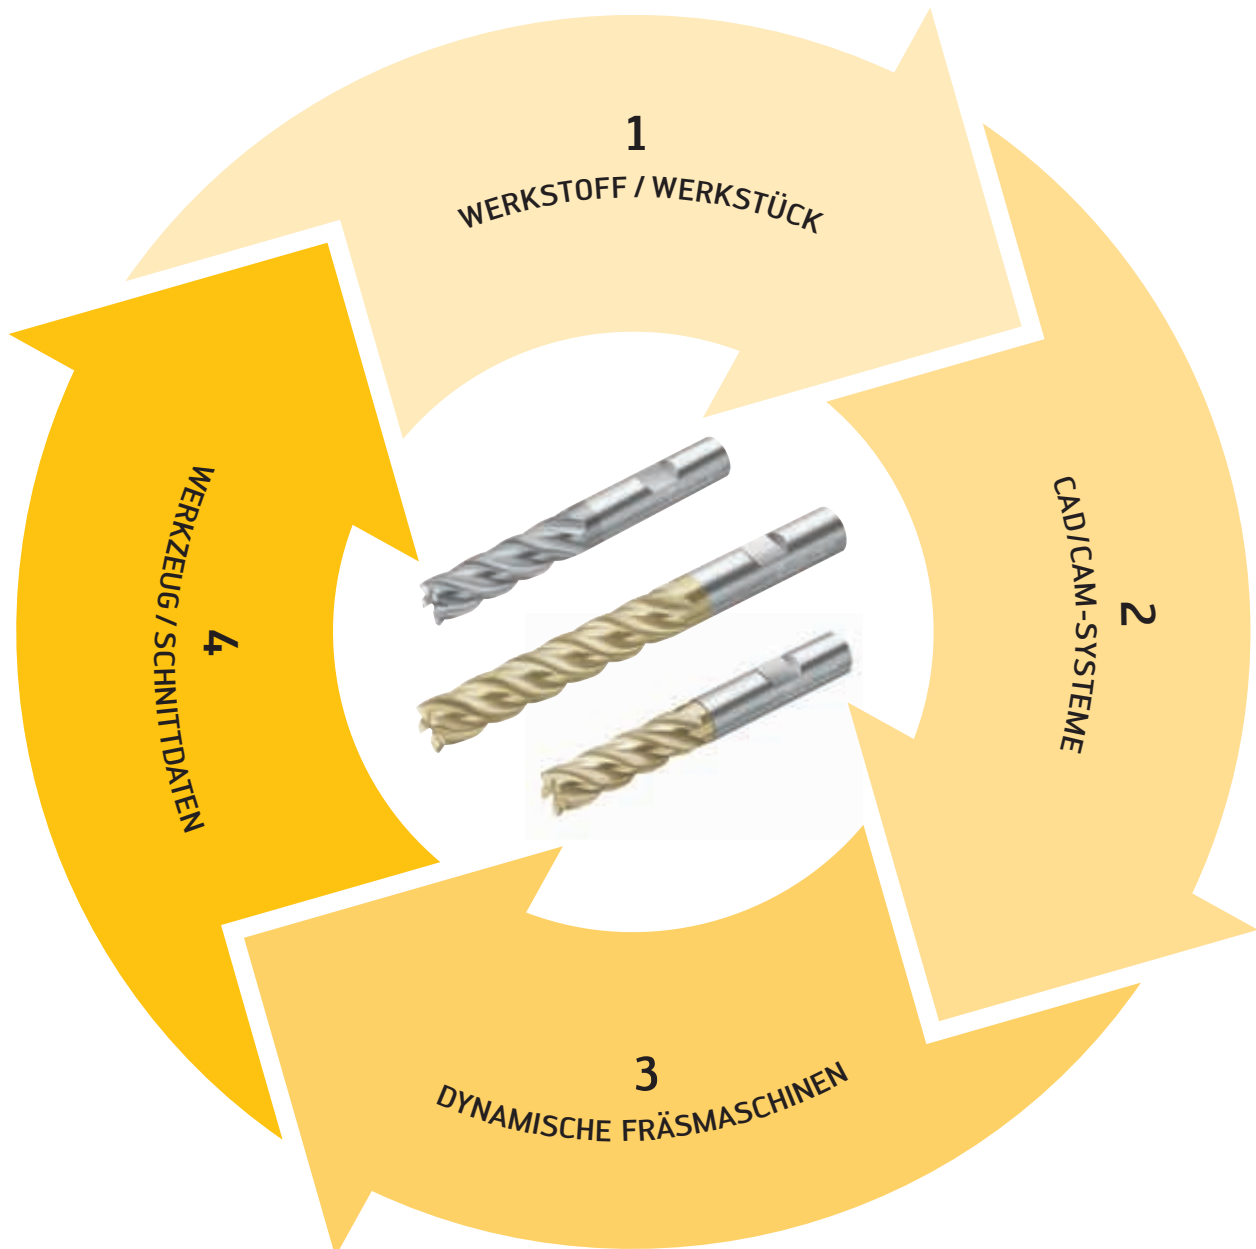 1
WERKSTOFF / WERKSTÜCK
2
CAD/CAM-SYSTEME
3
DYNAMISCHE FRÄSMASCHINEN
4
WERKZEUG / SCHNITTDATEN